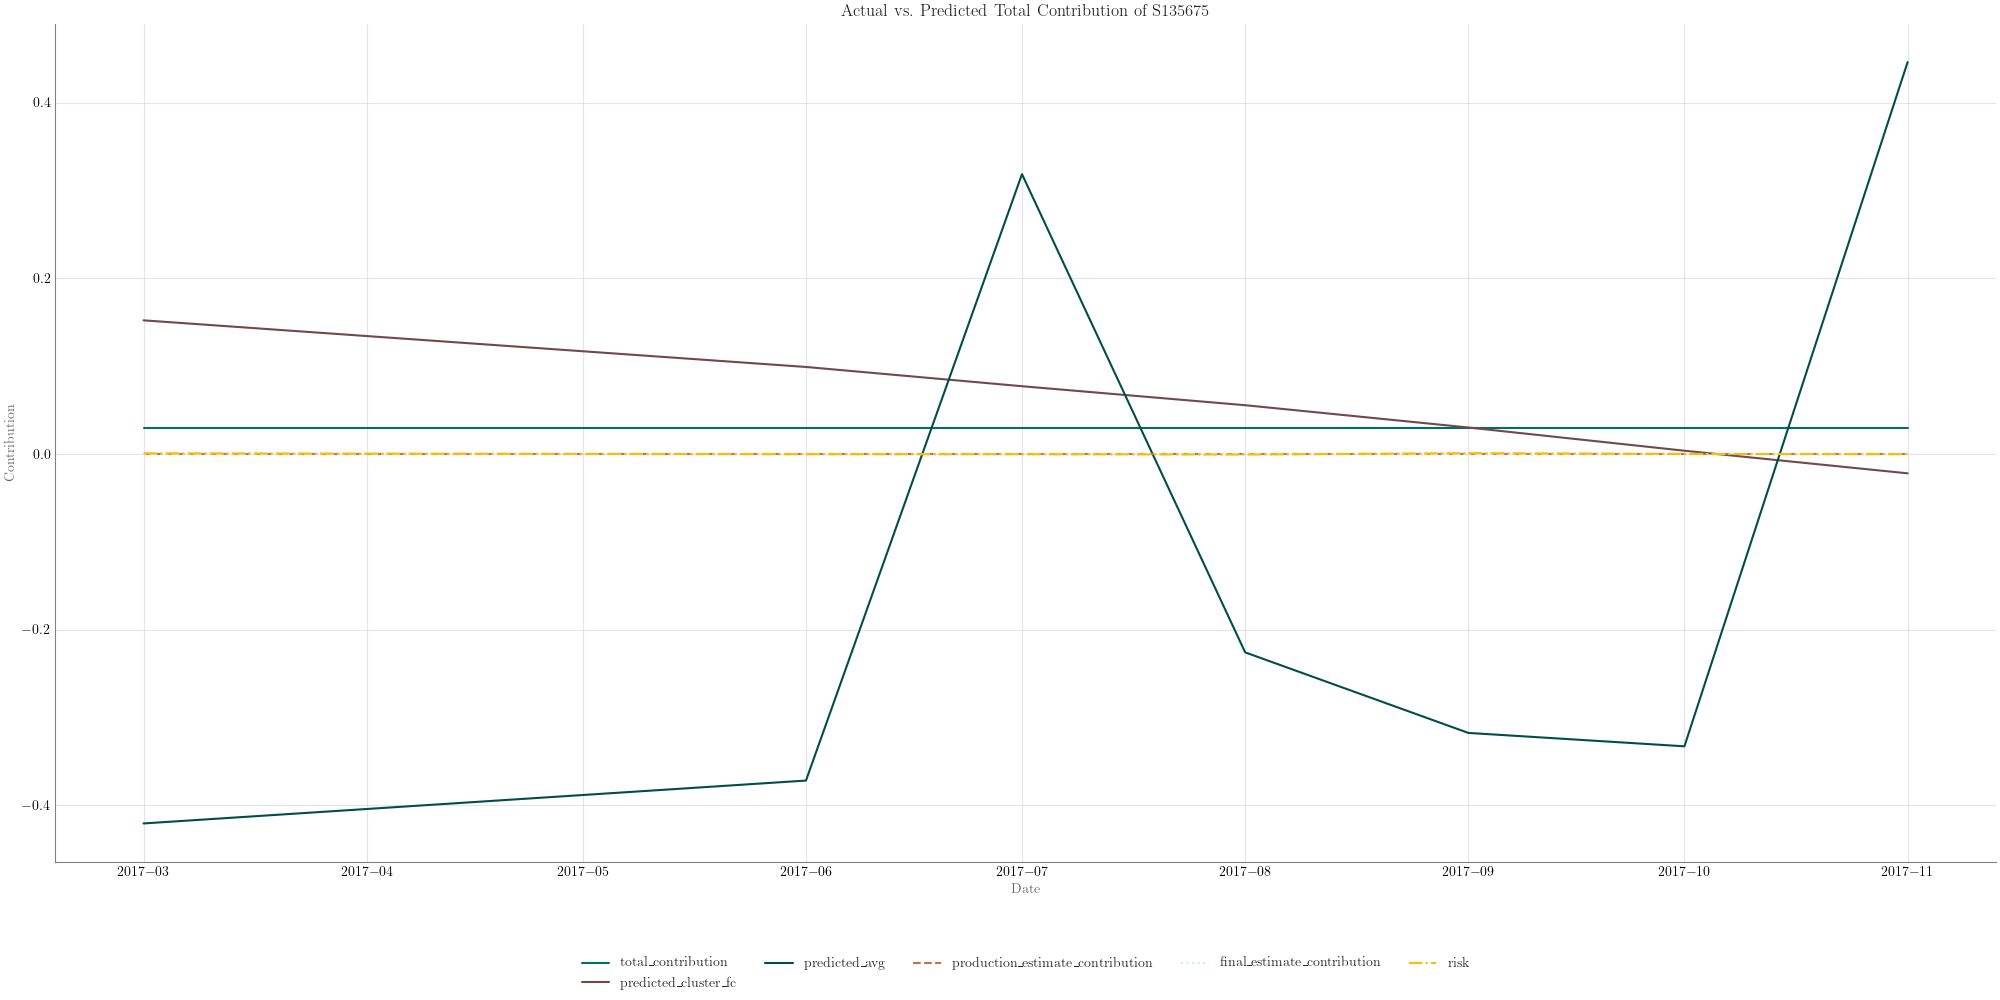 Actual vs. Predicted Total Contribution of S135675
Contribution
0.4
0.2
0.0
−0.2
−0.4
2017−03 2017−04 2017−05 2017−06 2017−07 2017−08 2017−09 2017−10 2017−11
Date
total_contribution predicted_avg production_estimate_contribution final_estimate_contribution risk
predicted_cluster_fc